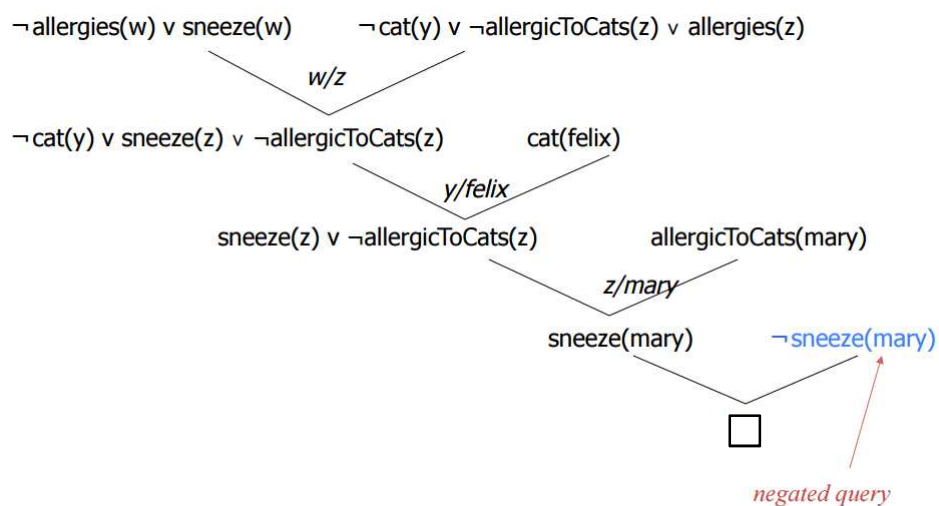 ¬allergies(w) v sneeze(w) ¬cat(y) v ¬allergicToCats(z) v allergies(z)
w/z
¬cat(y) v sneeze(z) v ¬allergicToCats(z) cat(felix)
y/felix
sneeze(z) v ¬allergicToCats(z) allergicToCats(mary)
z/mary
sneeze(mary) ¬sneeze(mary)
negated query